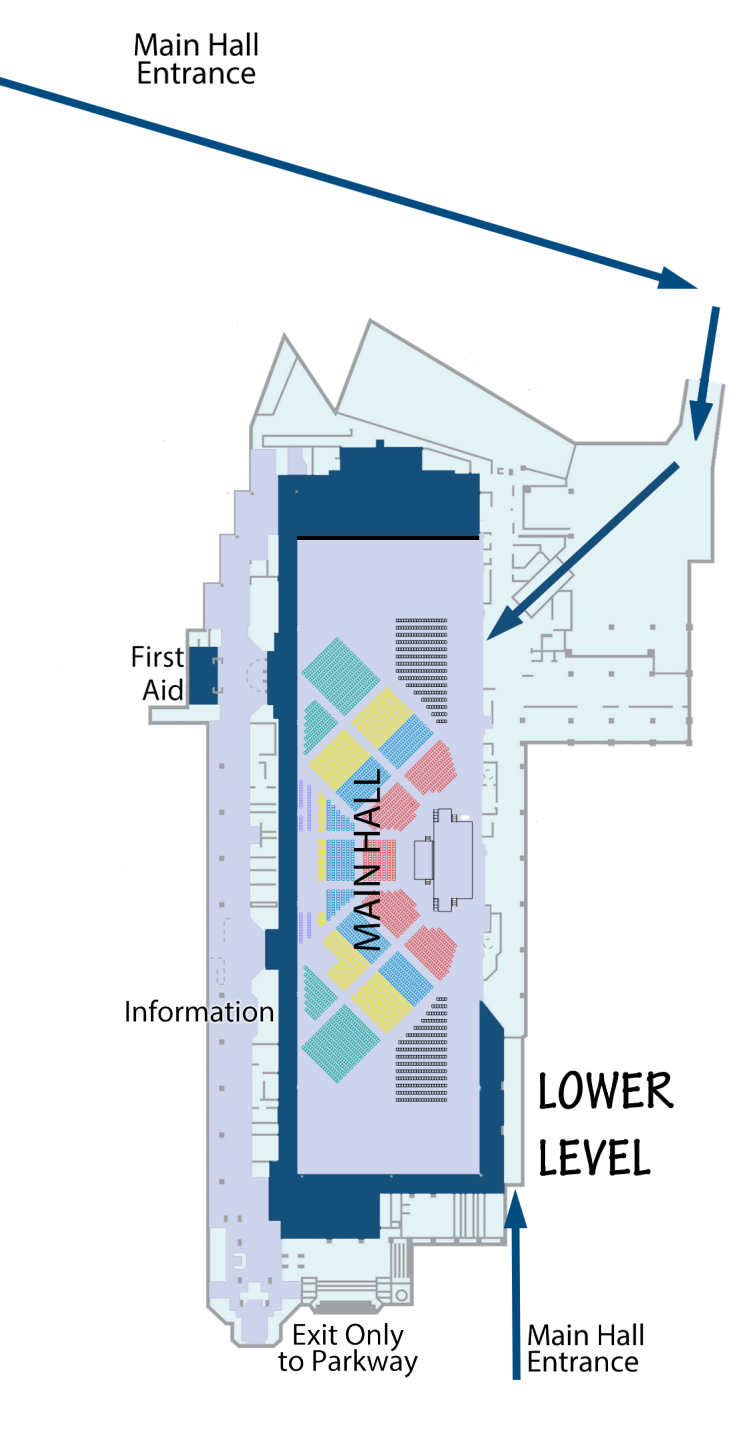 Main Hall
Entrance
First
Aid
MAIN HALL
Information
LOWER
LEVEL
Exit Only
to Parkway
Main Hall
Entrance